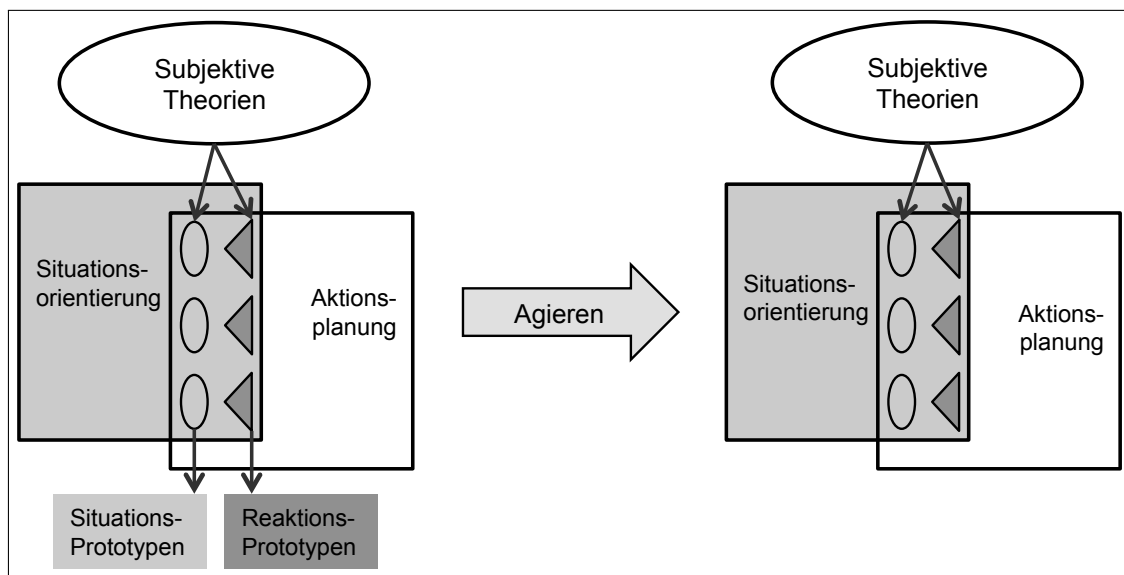 Subjektive
Theorien
Situations-
orientierung
Aktions-
planung
Situations-
Prototypen
Reaktions-
Prototypen
Agieren
Subjektive
Theorien
Situations-
orientierung
Aktions-
planung